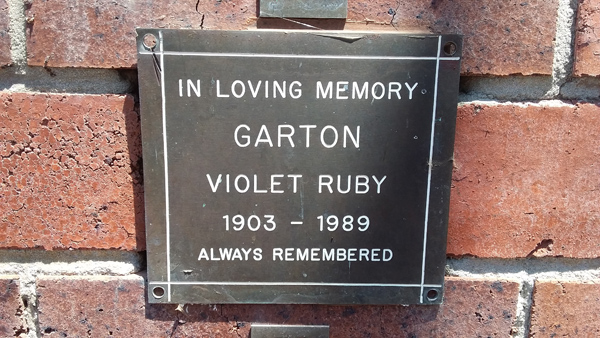 IN LOVING MEMORY
GARTON
VIOLET RUBY
1903 - 1989
ALWAYS REMEMBERED